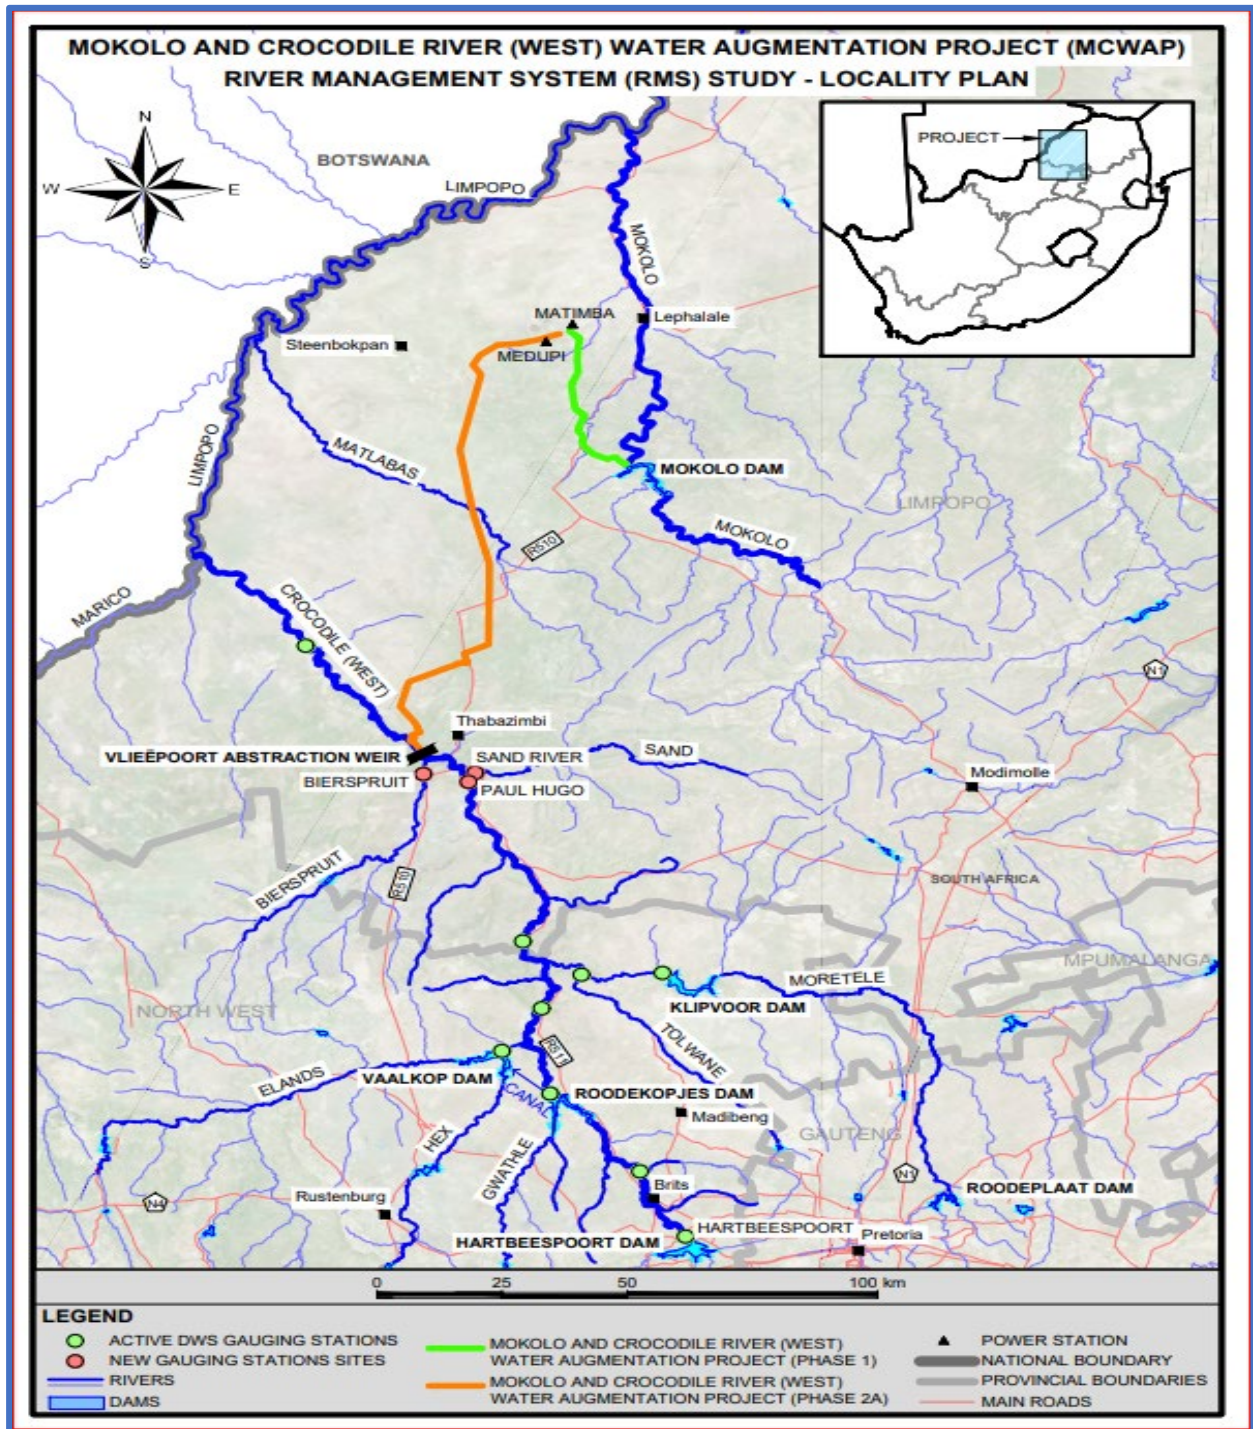 MOKOLO AND CROCODILE RIVER (WEST) WATER AUGMENTATION PROJECT (MCWAP)
RIVER MANAGEMENT SYSTEM (RMS) STUDY - LOCALITY PLAN
N
W
E
S
BOTSWANA
LIMPOPO
PROJECT
MOKOLO
MATIMBA
Lephalale
Steenbokpan
MEDUPI
LIMPOPO
MATLABAS
MOKOLO DAM
LIMPOPO
MOKOLO
R510
MARICO
CROCODILE (WEST)
N1
Thabazimbi
VLIEËPOORT ABSTRACTION WEIR
SAND RIVER
SAND
BIERSPRUIT
PAUL HUGO
Modimolle
BIERSPRUIT
R510
SOUTH AFRICA
MPUMALANGA
MORETELE
KLIPVOOR DAM
NORTH WEST
TOLWANE
R511
ELANDS
VAALKOP DAM
CANAL
ROODEKOPJES DAM
Madibeng
GAUTENG
HEX
GWATHLE
N1
Brits
ROODEPLAAT DAM
N4
Rustenburg
HARTBEESPOORT
HARTBEESPOORT DAM
Pretoria
0 25 50 100 km
LEGEND
ACTIVE DWS GAUGING STATIONS
NEW GAUGING STATIONS SITES
RIVERS
DAMS
MOKOLO AND CROCODILE RIVER (WEST)
WATER AUGMENTATION PROJECT (PHASE 1)
MOKOLO AND CROCODILE RIVER (WEST)
WATER AUGMENTATION PROJECT (PHASE 2A)
POWER STATION
NATIONAL BOUNDARY
PROVINCIAL BOUNDARIES
MAIN ROADS